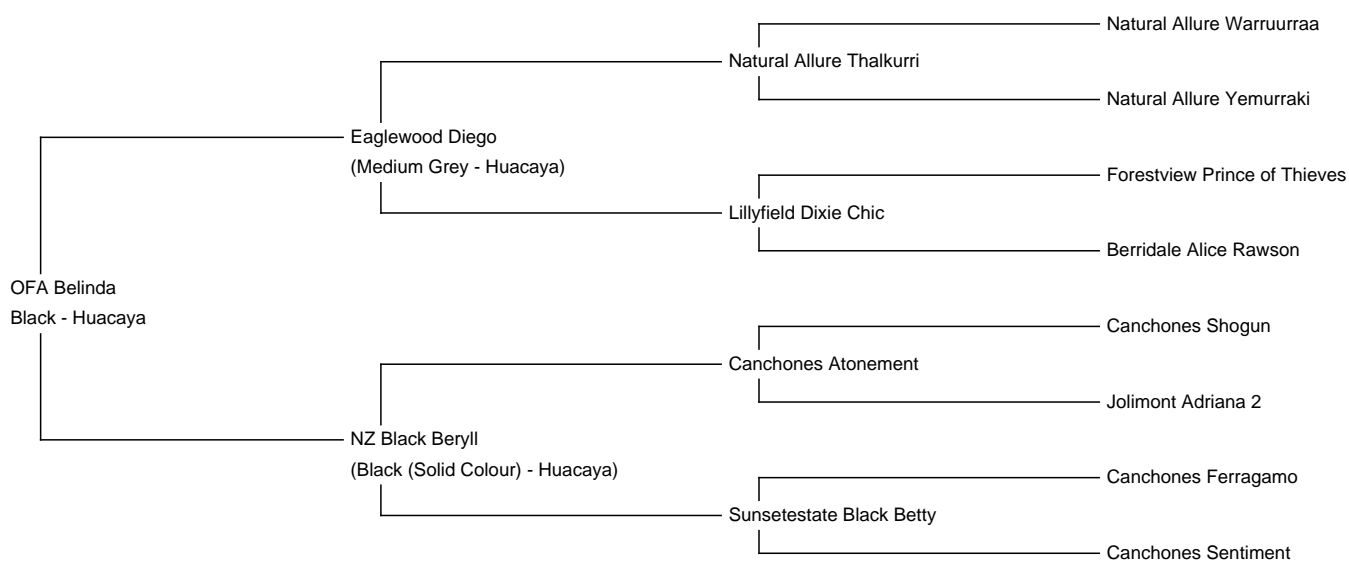 Natural Allure Warruurraa
Natural Allure Thalkurri
Natural Allure Yemurraki
Eaglewood Diego
(Medium Grey - Huacaya)
Forestview Prince of Thieves
Lillyfield Dixie Chic
Berridale Alice Rawson
OFA Belinda
Black - Huacaya
Canchones Shogun
Canchones Atonement
Jolimont Adriana 2
NZ Black Beryll
(Black (Solid Colour) - Huacaya)
Canchones Ferragamo
Sunsetestate Black Betty
Canchones Sentiment